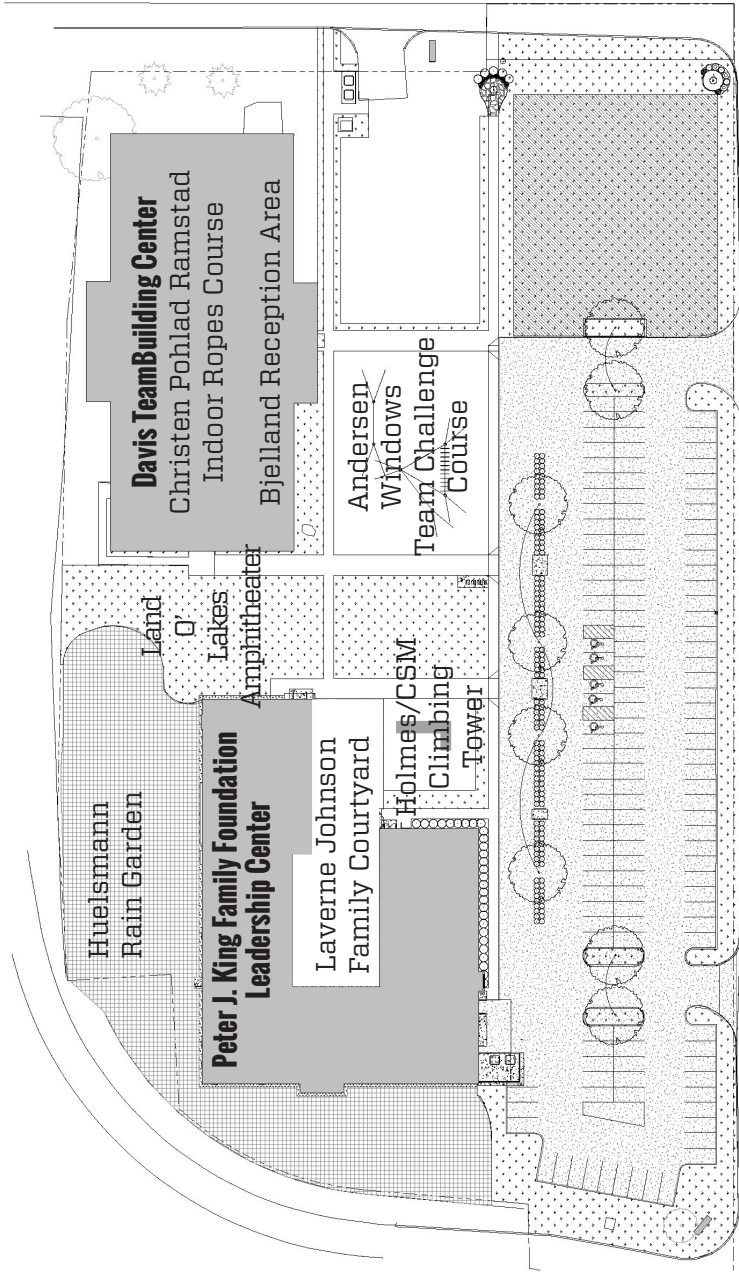 Huelsmann
Rain Garden
Peter J. King Family Foundation
Leadership Center
Laverne Johnson
Family Courtyard
Holmes/CSM
Climbing
Tower
Land
O'
Lakes
Amphitheater
Davis TeamBuilding Center
Christen Pohlad Ramstad
Indoor Ropes Course
Bjelland Reception Area
Andersen
Windows
Team Challenge
Course